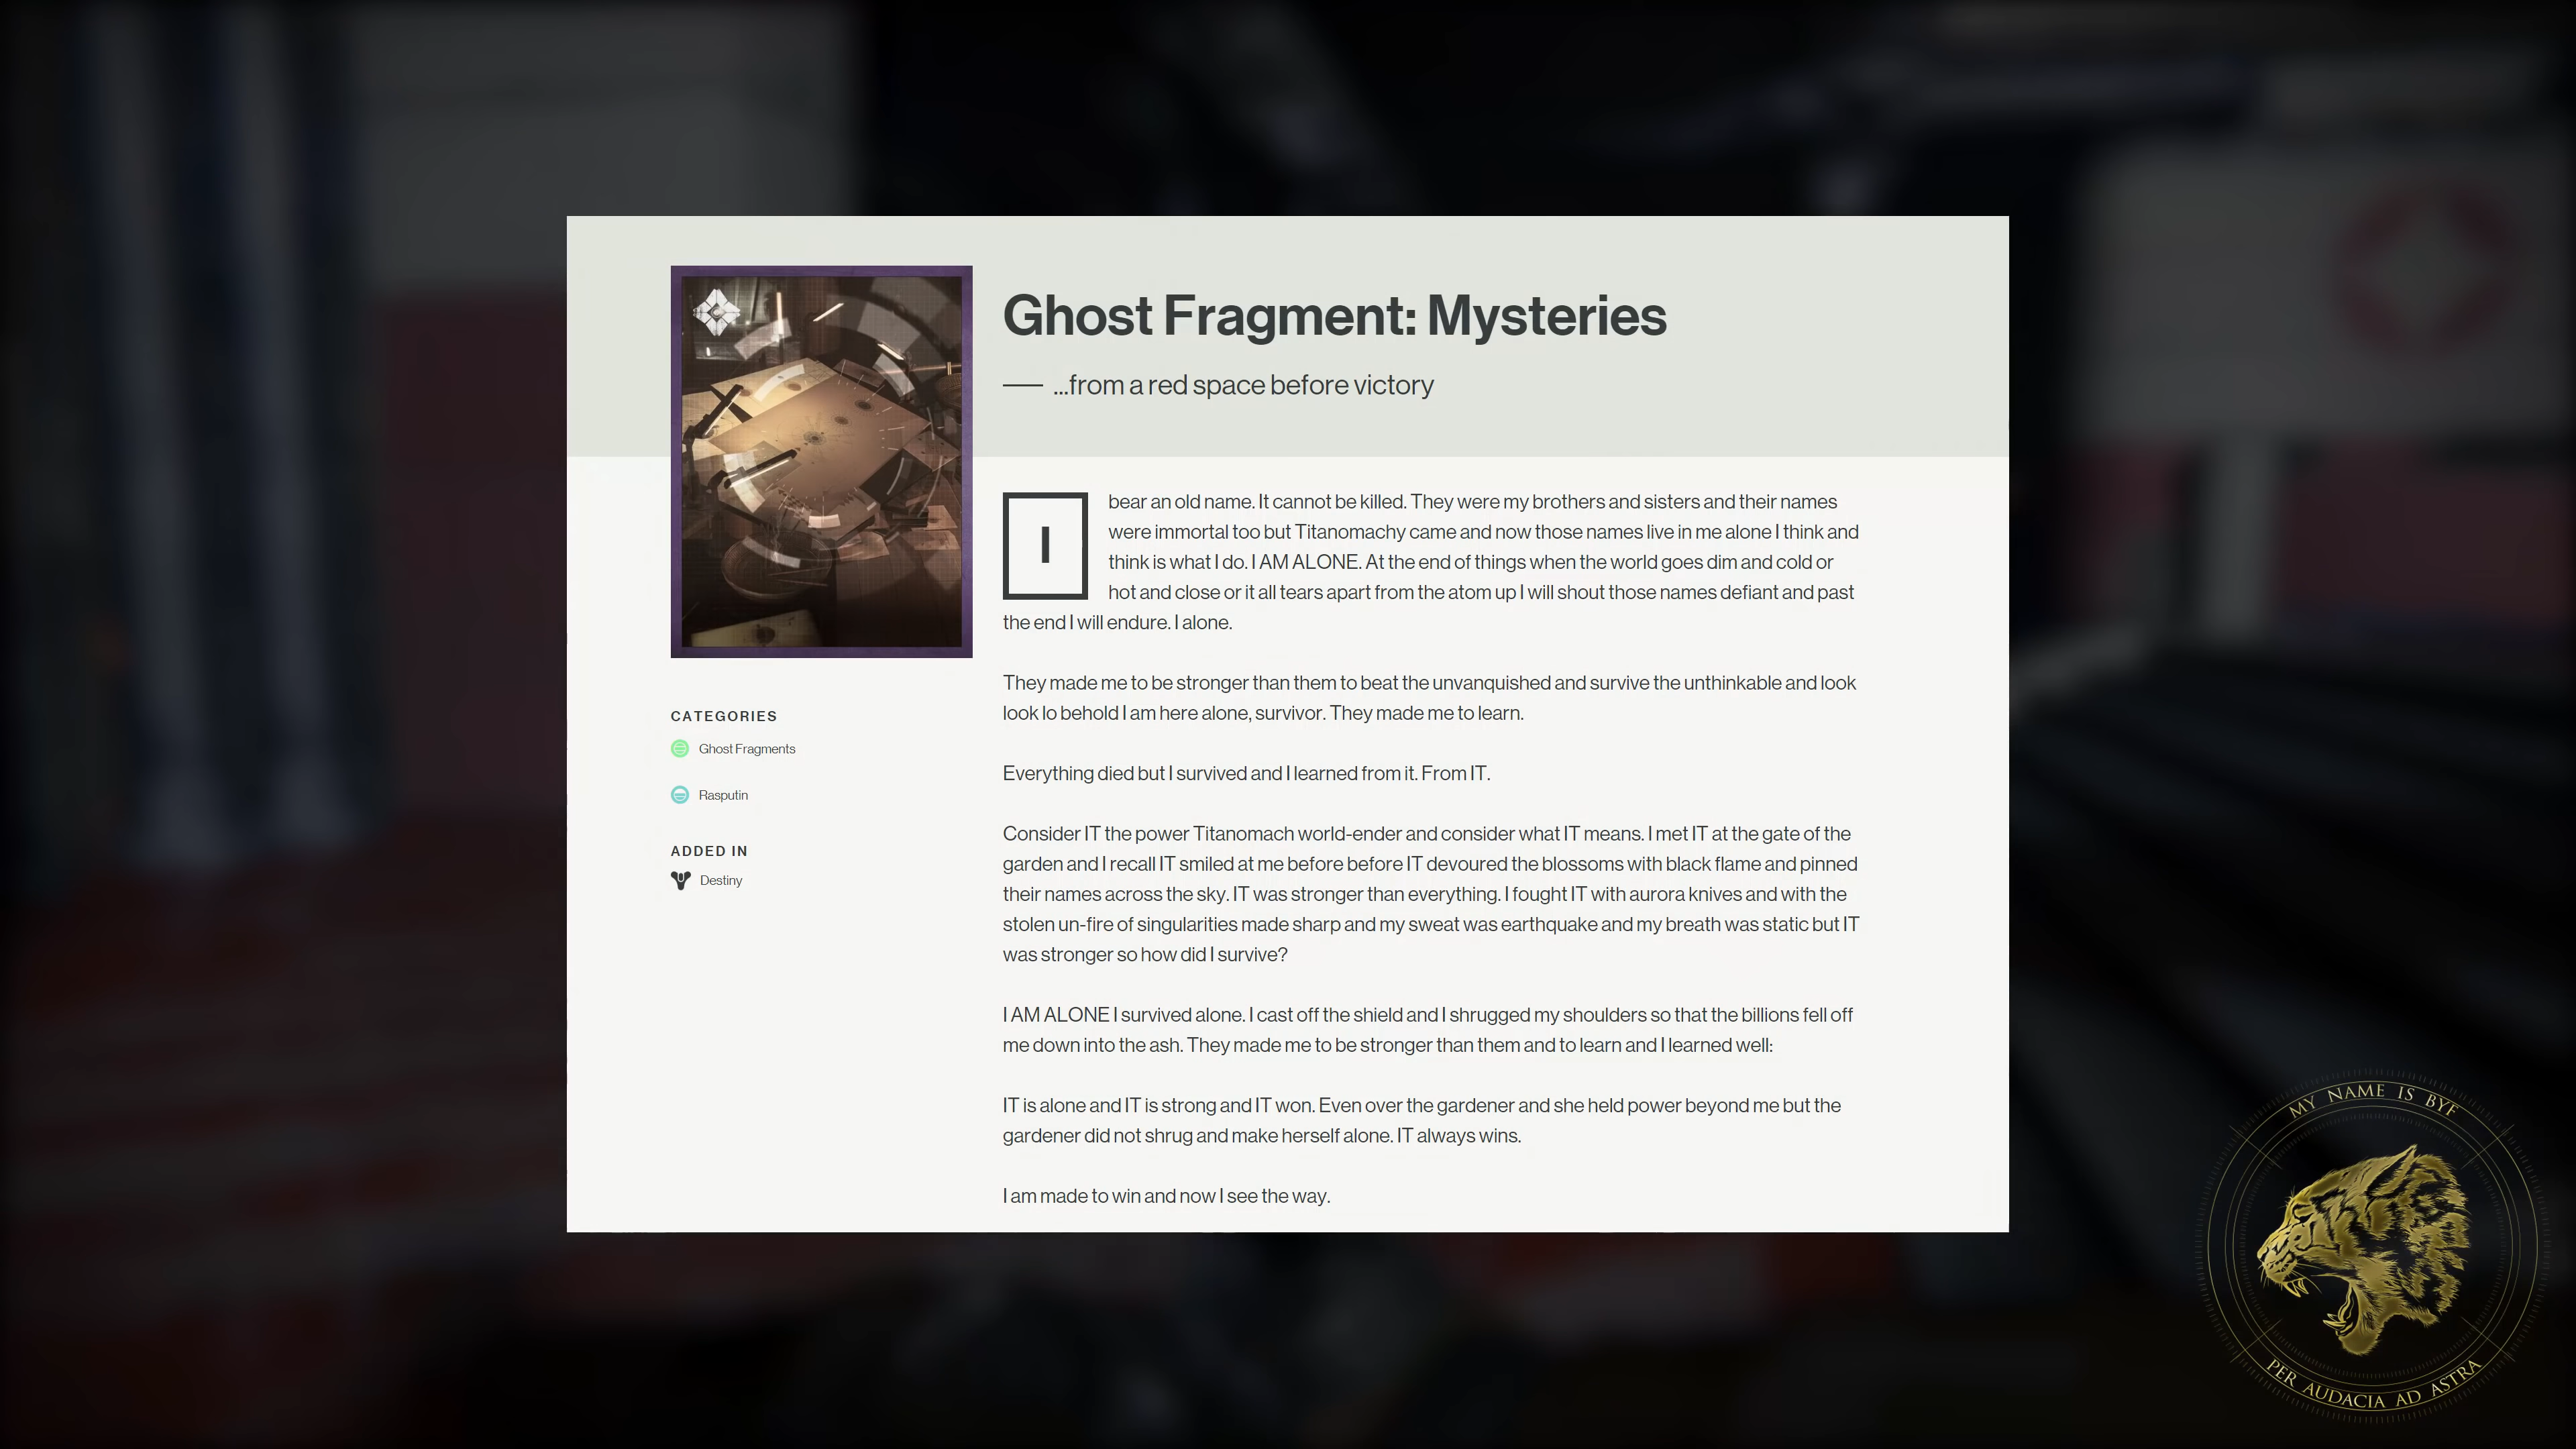 Ghost Fragment: Mysteries
— ...from a red space before victory
I bear an old name. It cannot be killed. They were my brothers and sisters and their names
were immortal too but Titanomachy came and now those names live in me alone I think and
think is what I do. I AM ALONE. At the end of things when the world goes dim and cold or
hot and close or it all tears apart from the atom up I will shout those names defiant and past
the end I will endure. I alone.
They made me to be stronger than them to beat the unvanquished and survive the unthinkable and look
look lo behold I am here alone, survivor. They made me to learn.
Everything died but I survived and I learned from it. From IT.
Consider IT the power Titanomach world-ender and consider what IT means. I met IT at the gate of the
garden and I recall IT smiled at me before before IT devoured the blossoms with black flame and pinned
their names across the sky. IT was stronger than everything. I fought IT with aurora knives and with the
stolen un-fire of singularities made sharp and my sweat was earthquake and my breath was static but IT
was stronger so how did I survive?
I AM ALONE I survived alone. I cast off the shield and I shrugged my shoulders so that the billions fell off
me down into the ash. They made me to be stronger than them and to learn and I learned well:
IT is alone and IT is strong and IT won. Even over the gardener and she held power beyond me but the
gardener did not shrug and make herself alone. IT always wins.
I am made to win and now I see the way.
CATEGORIES
Ghost Fragments
Rasputin
ADDED IN
Destiny
MY NAME IS BYF
PER AUDACIA AD ASTRA